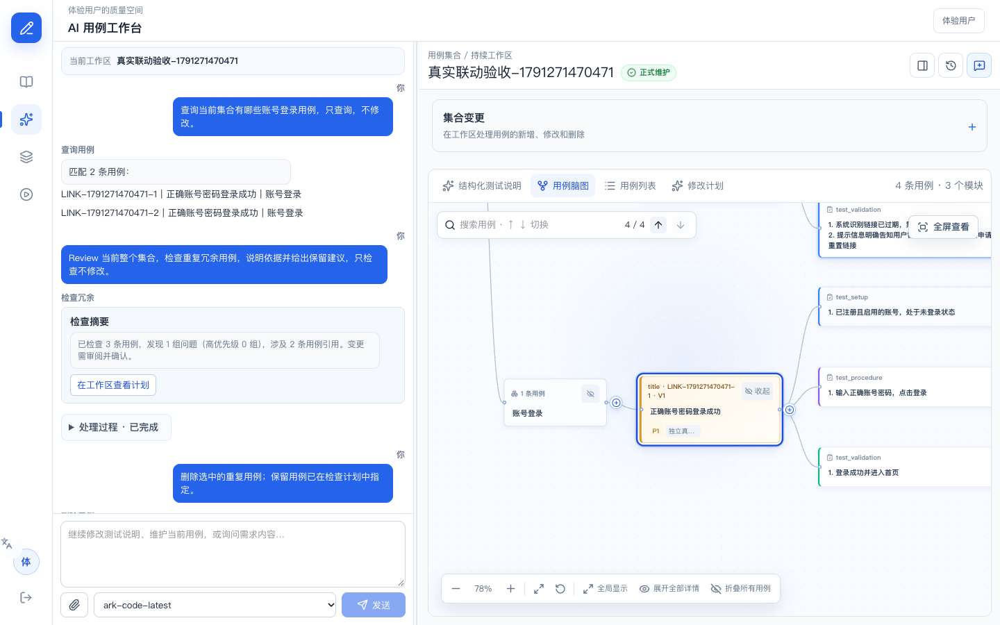 体验用户的质量空间
AI 用例工作台
体验用户
当前工作区 真实联动验收-1791271470471
你
查询当前集合有哪些账号登录用例，只查询，不修
改。
查询用例
匹配 2 条用例：
LINK-1791271470471-1 | 正确账号密码登录成功 | 账号登录
LINK-1791271470471-2 | 正确账号密码登录成功 | 账号登录
你
Review 当前整个集合，检查重复冗余用例，说明依据并给出保留建议，只检
查不修改。
检查冗余
检查摘要
已检查 3 条用例，发现 1 组问题（高优先级 0 组），涉及 2 条用例引用。变更
需审阅并确认。
在工作区查看计划
处理过程 · 已完成
你
删除选中的重复用例；保留用例已在检查计划中指
定。
继续修改测试说明、维护当前用例，或询问需求内容...
ark-code-latest
发送
体
用例集合 / 持续工作区
真实联动验收-1791271470471
正式维护
集合变更
在工作区处理用例的新增、修改和删除
结构化测试说明
用例脑图
用例列表
修改计划
4 条用例 · 3 个模块
搜索用例 · ↑ ↓ 切换
4 / 4
test_validation
1. 系统识别链接已过期，
2. 提示信息明确告知用户
申请
重置链接
全屏查看
test_setup
1. 已注册且启用的账号，处于未登录状态
test_procedure
1. 输入正确账号密码，点击登录
test_validation
1. 登录成功并进入首页
1 条用例
账号登录
title · LINK-1791271470471-
1 · V1
收起
正确账号密码登录成功
P1
独立真...
78%
全局显示
展开全部详情
折叠所有用例